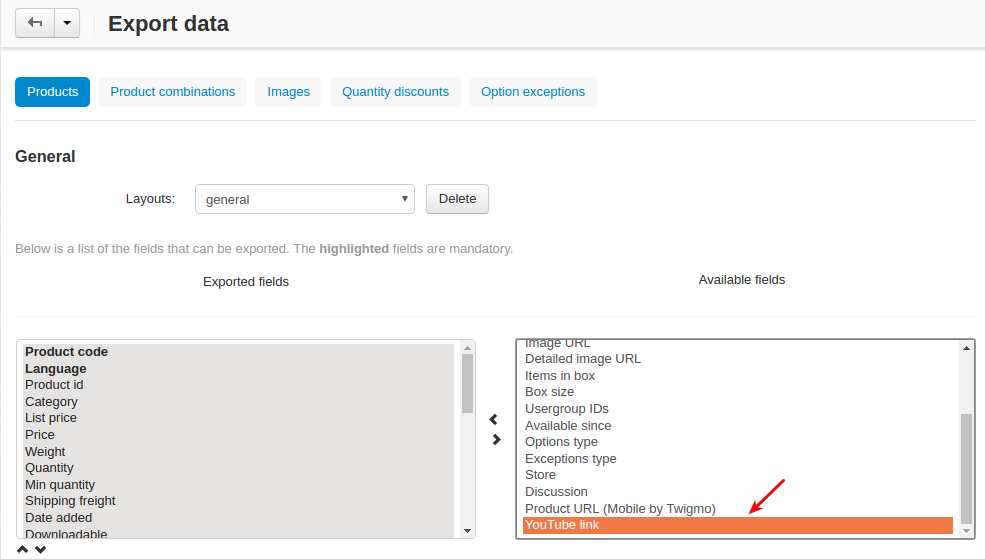 Export data
Products Product combinations Images Quantity discounts Option exceptions
General
Layouts: general Delete
Below is a list of the fields that can be exported. The highlighted fields are mandatory.
Exported fields
Available fields
Product code
Language
Product id
Category
List price
Price
Weight
Quantity
Min quantity
Shipping freight
Date added
Downloadable
Image URL
Detailed image URL
Items in box
Box size
Usergroup IDs
Available since
Options type
Exceptions type
Store
Discussion
Product URL (Mobile by Twigmo)
YouTube link